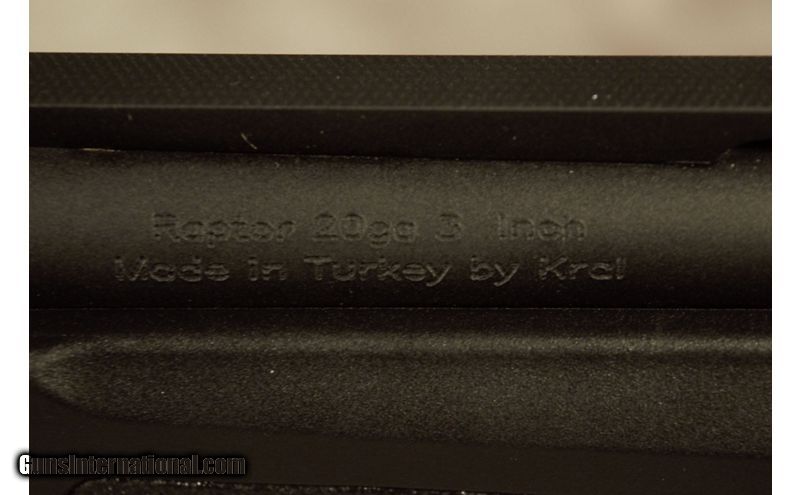 Raptor 20ga 3 Inch
Made in Turkey by Kral
GunsInternational.com